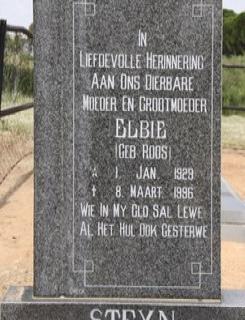 IN
LIEFDEVOLLE HERINNERING
AAN ONS DIERBARE
MOEDER EN GROOTMOEDER
ELBIE
(GEB ROOS)
* 1. JAN. 1929
† 8. MAART. 1996
WIE IN MY GLO SAL LEWE
AL HET HUL OOK GESTERWE
STEYN